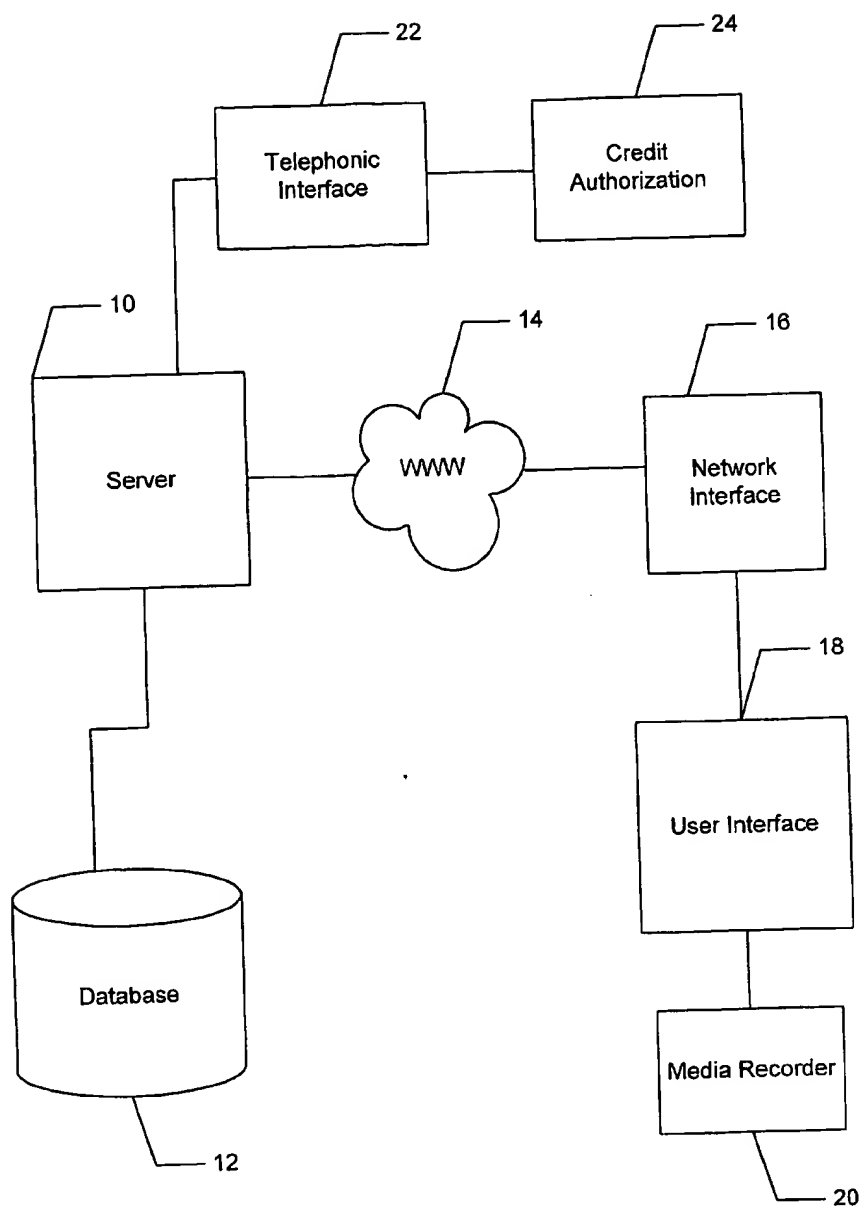 22
24
Telephonic
Interface
Credit
Authorization
10
14
16
Server
WWW
Network
Interface
18
User Interface
Database
Media Recorder
12
20